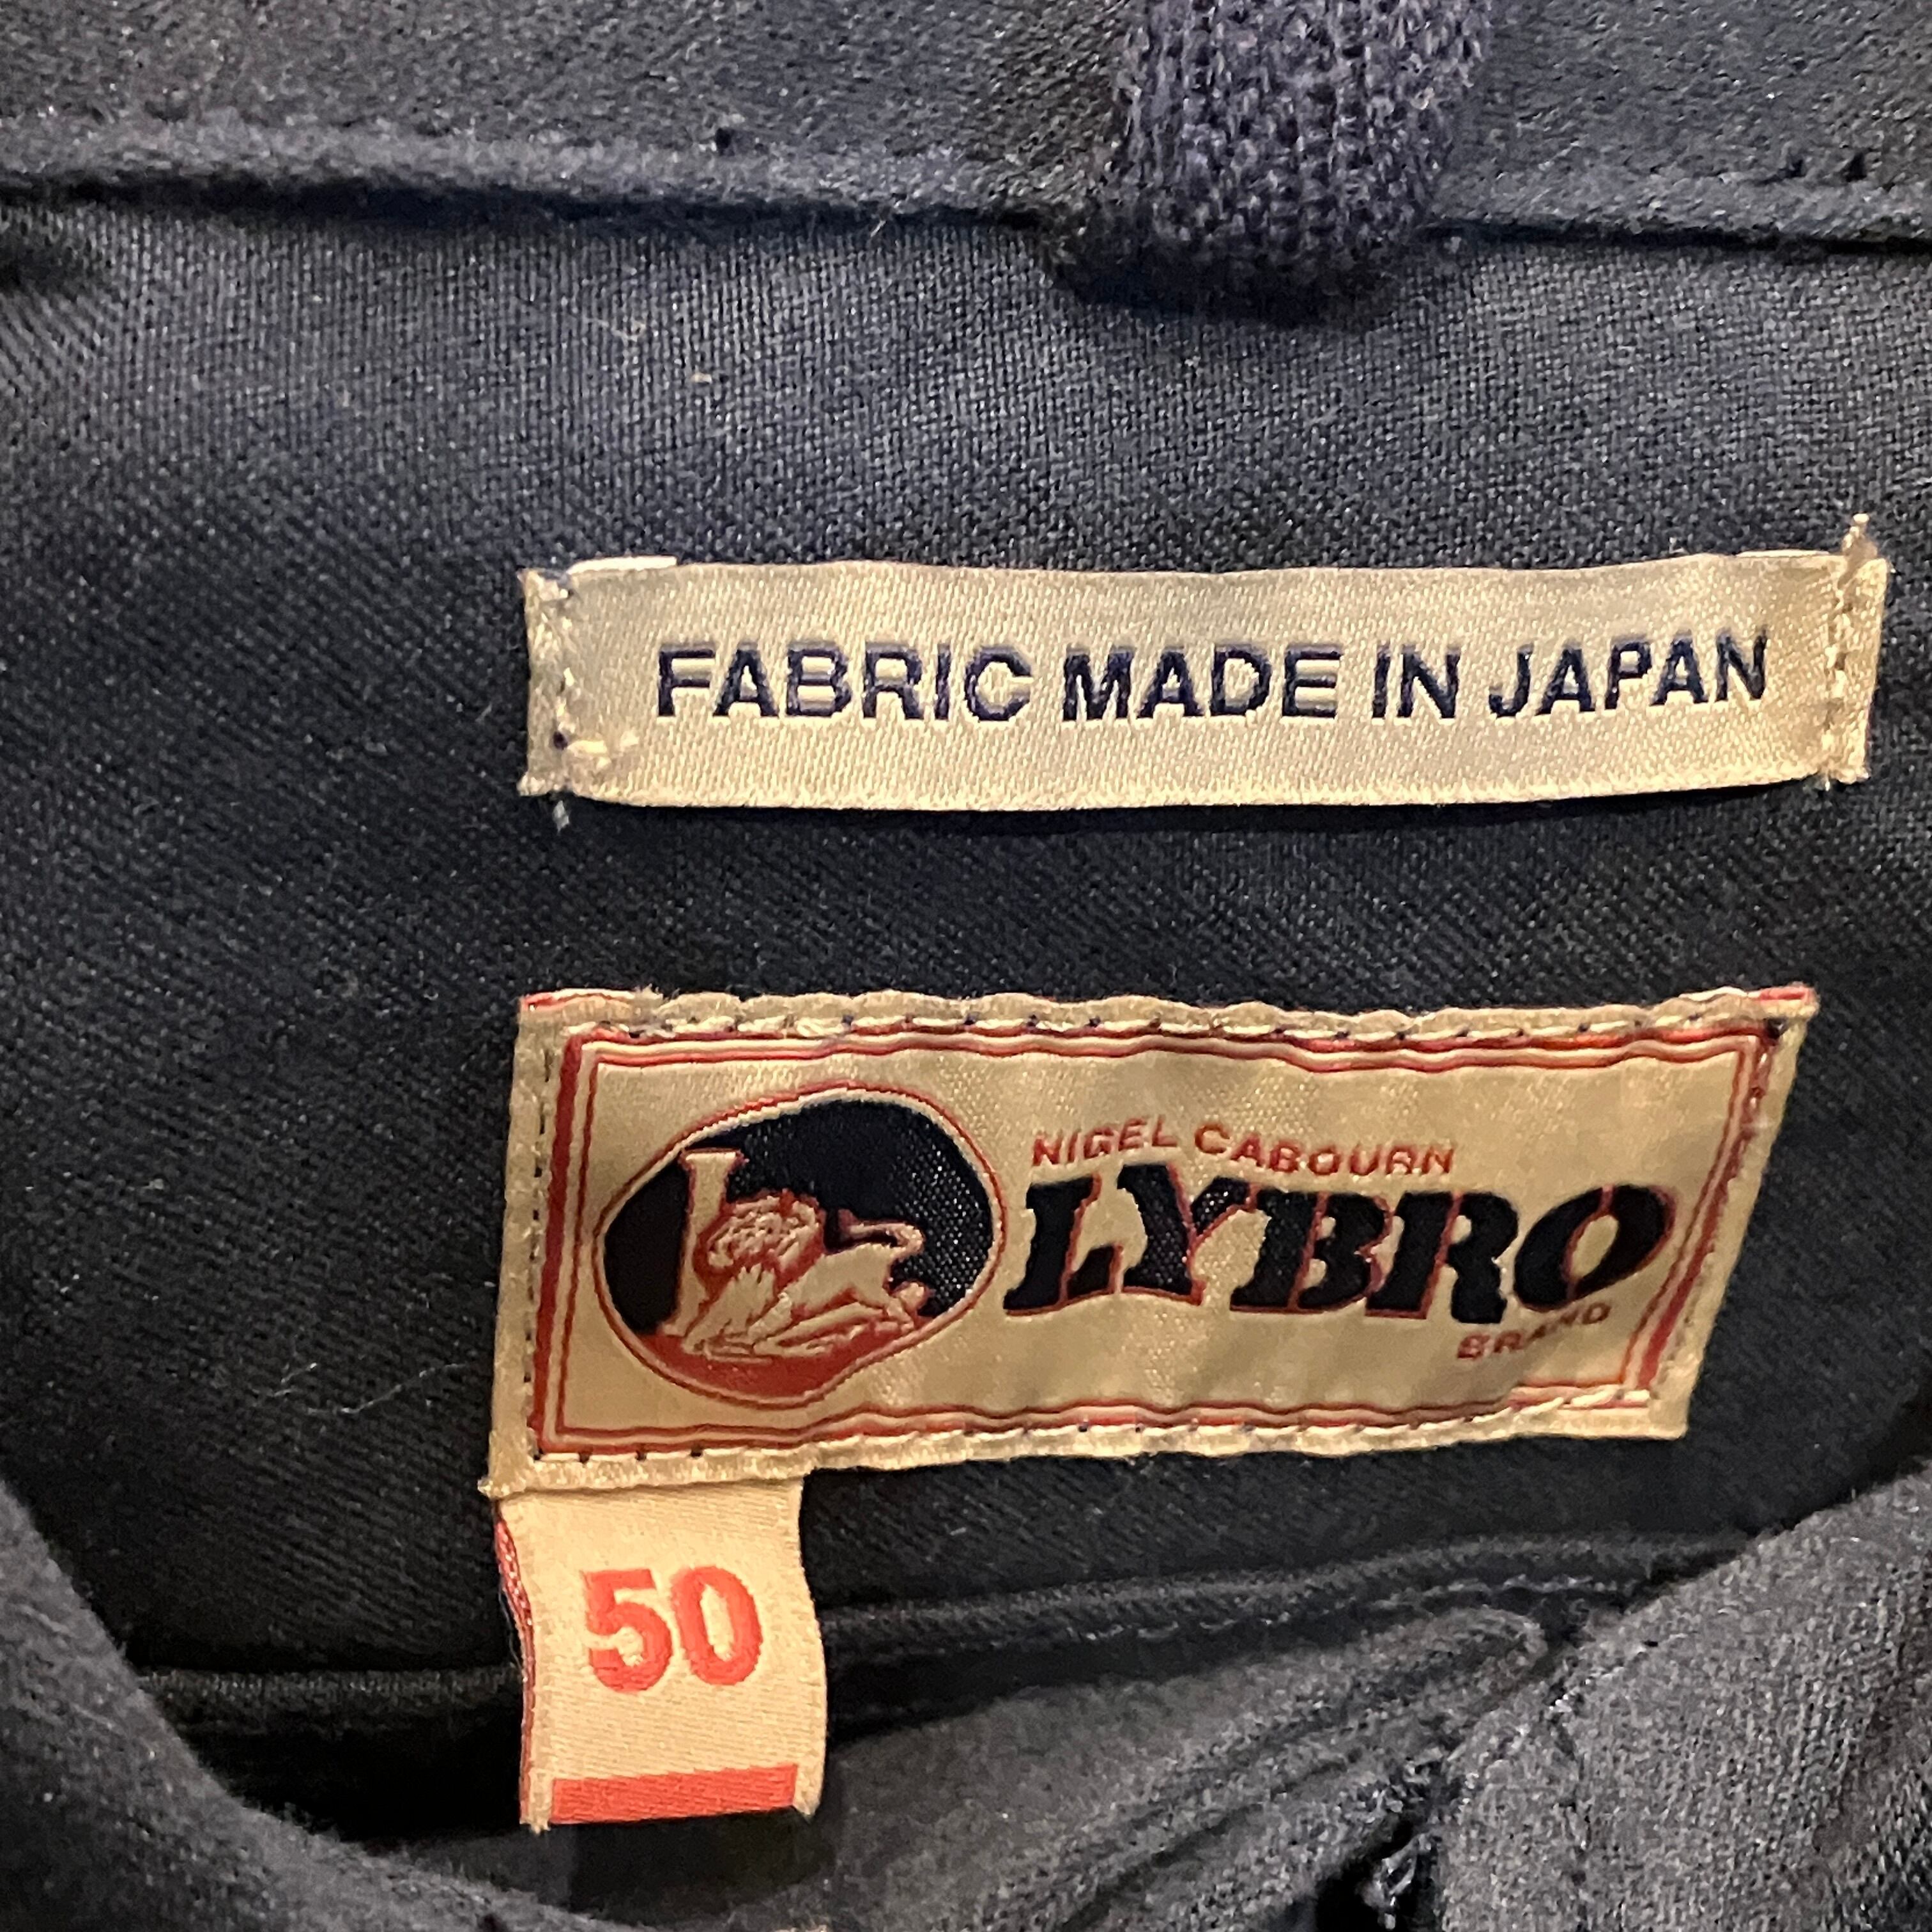 FABRIC MADE IN JAPAN
NIGEL CABOURN
LYBRO
BRAND
50